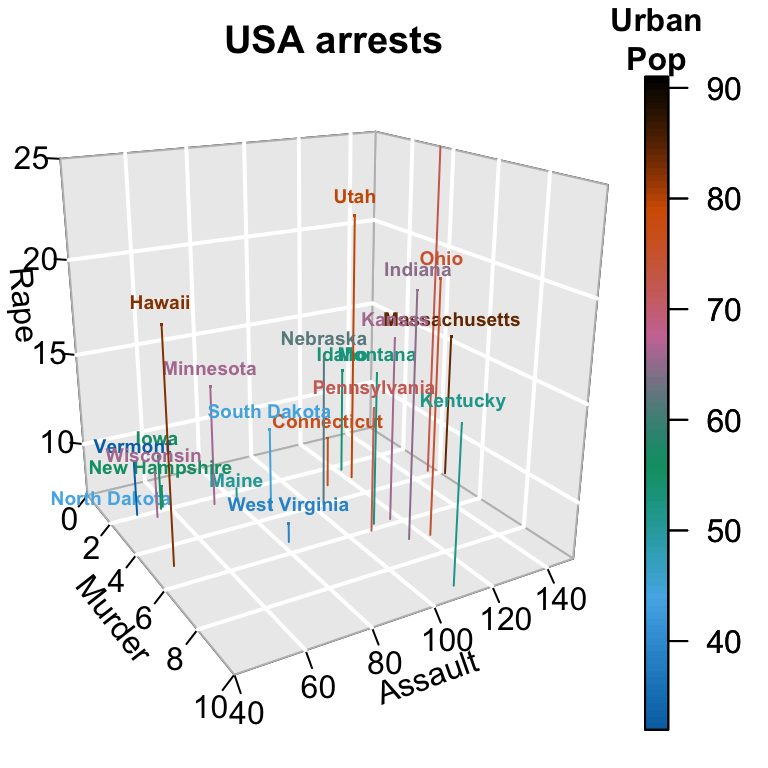 USA arrests
Urban
Pop
90
80
70
60
50
40
25
20
15
10
Rape
0
2
4
6
8
10
Murder
40
60
80
100
120
140
Assault
Utah
Ohio
Indiana
Hawaii
Kansas
Massachusetts
Nebraska
Idaho
Montana
Minnesota
Pennsylvania
Kentucky
South Dakota
Connecticut
Iowa
Vermont
Wisconsin
New Hampshire
Maine
North Dakota
West Virginia